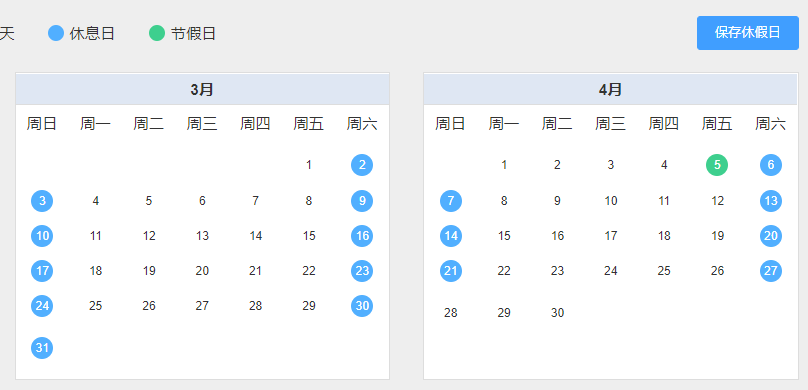 天 休息日 节假日 保存休假日
3月
周日 周一 周二 周三 周四 周五 周六
1 2
3 4 5 6 7 8 9
10 11 12 13 14 15 16
17 18 19 20 21 22 23
24 25 26 27 28 29 30
31
4月
周日 周一 周二 周三 周四 周五 周六
1 2 3 4 5 6
7 8 9 10 11 12 13
14 15 16 17 18 19 20
21 22 23 24 25 26 27
28 29 30